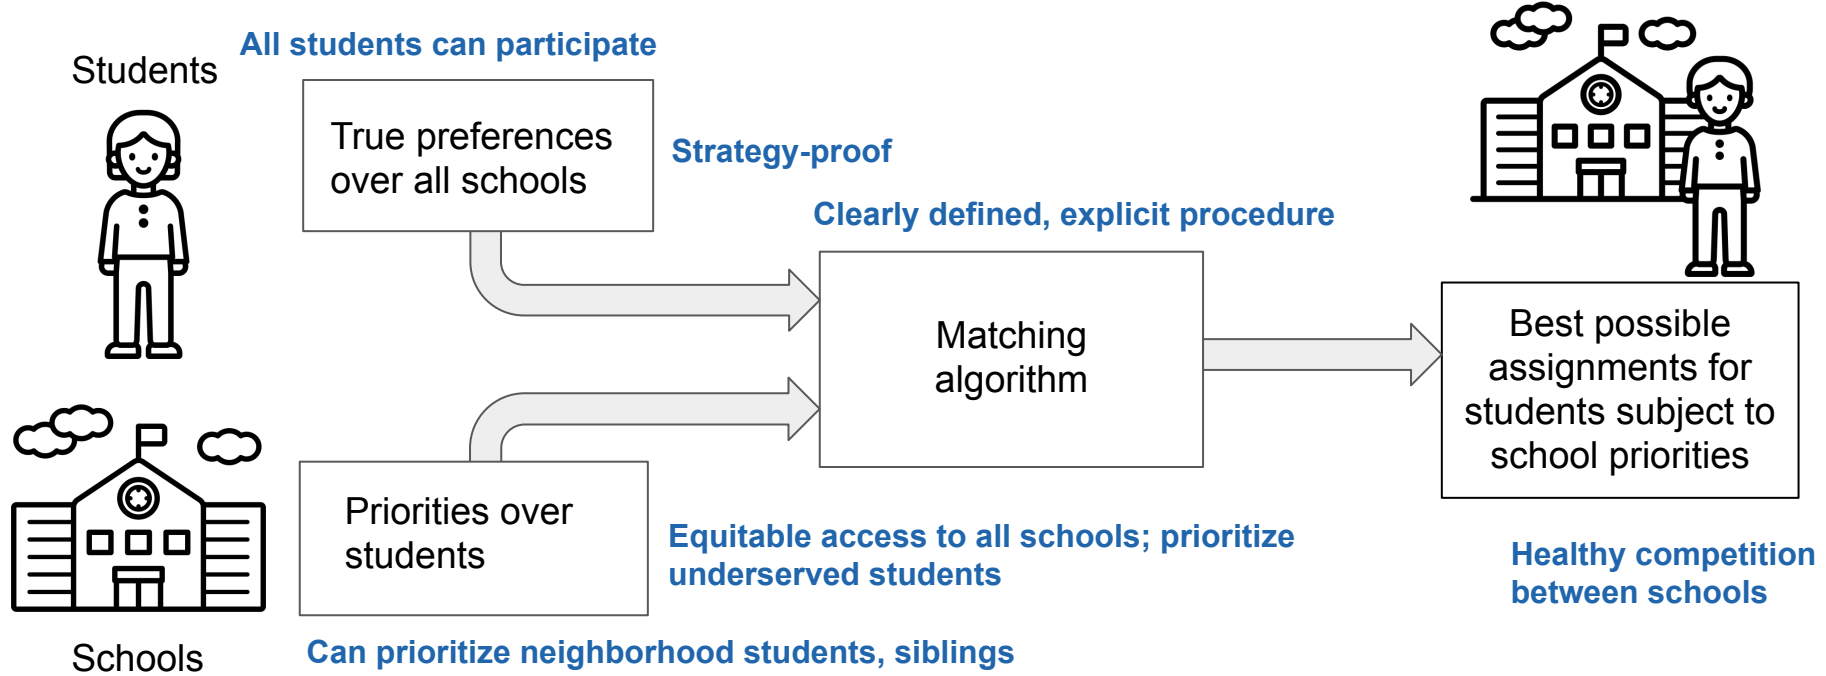 All students can participate
Students
True preferences
over all schools
Strategy-proof
Clearly defined, explicit procedure
Matching
algorithm
Best possible
assignments for
students subject to
school priorities
Priorities over
students
Equitable access to all schools; prioritize
underserved students
Healthy competition
between schools
Can prioritize neighborhood students, siblings
Schools